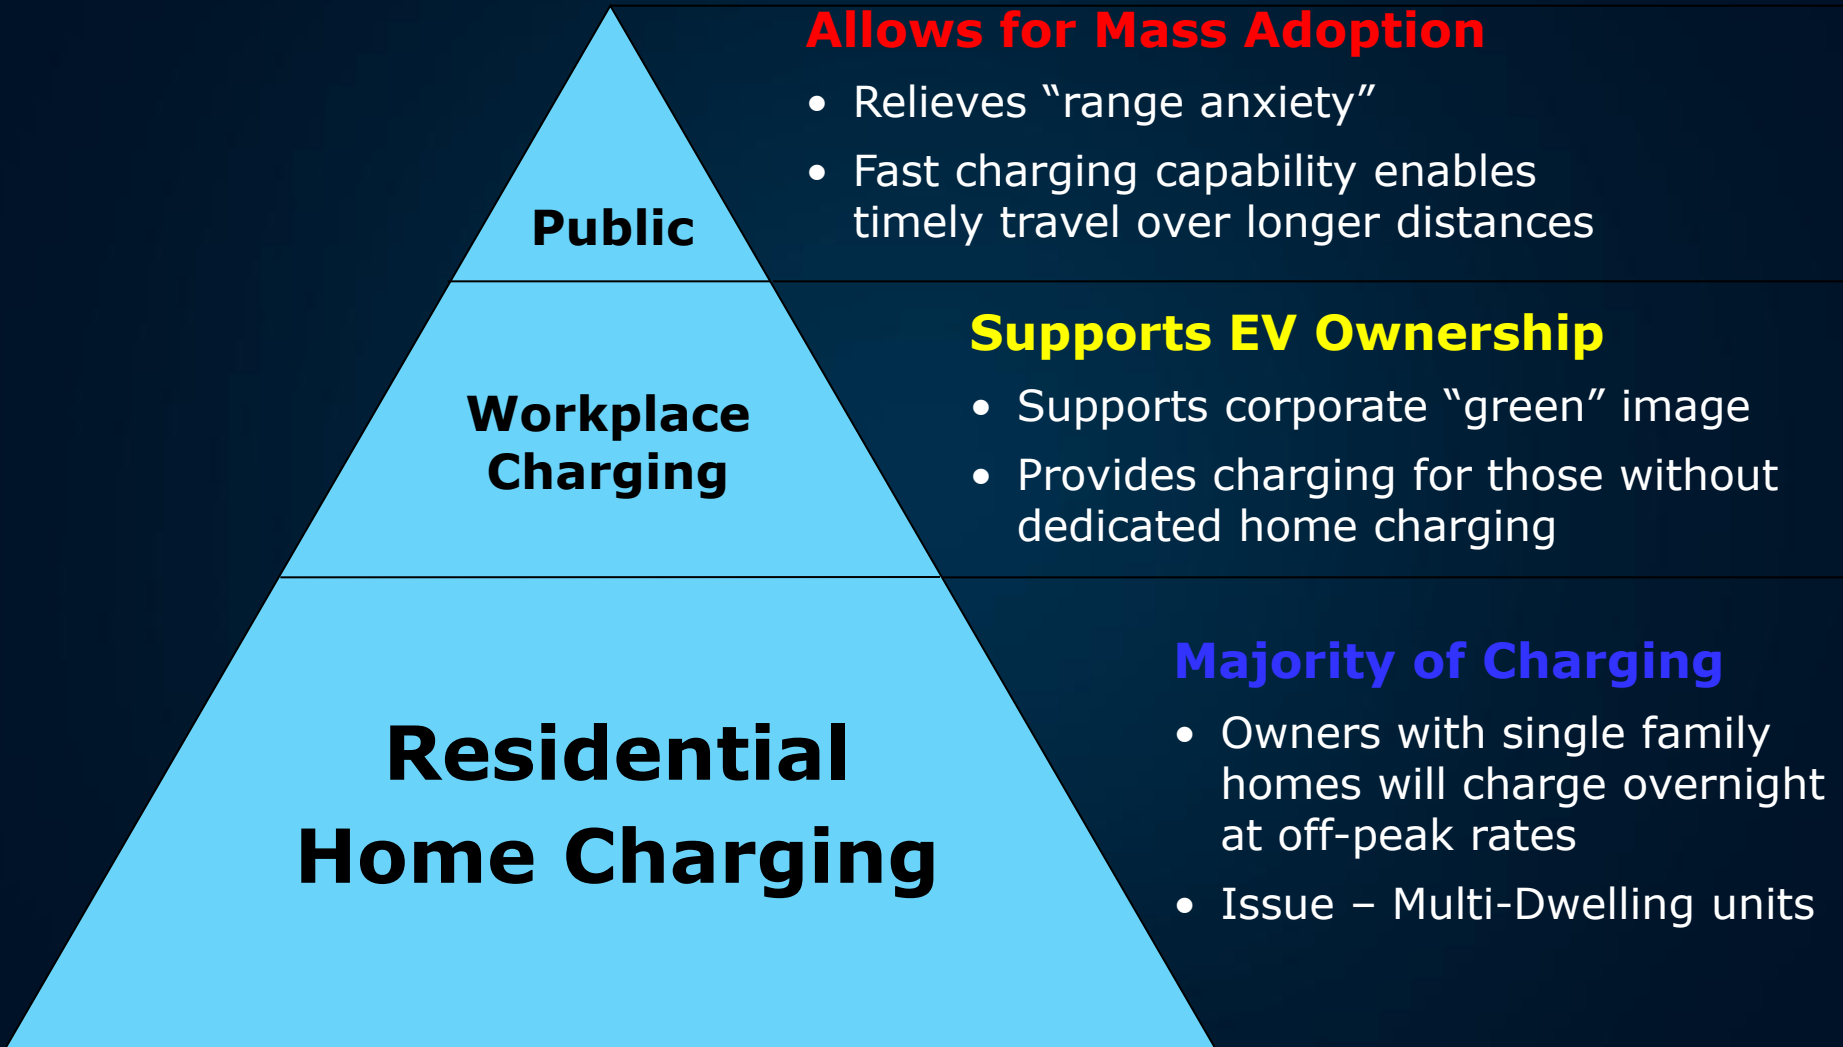 Allows for Mass Adoption
• Relieves “range anxiety”
• Fast charging capability enables
timely travel over longer distances
Public
Supports EV Ownership
• Supports corporate “green” image
• Provides charging for those without
dedicated home charging
Workplace
Charging
Majority of Charging
• Owners with single family
homes will charge overnight
at off-peak rates
• Issue – Multi-Dwelling units
Residential
Home Charging